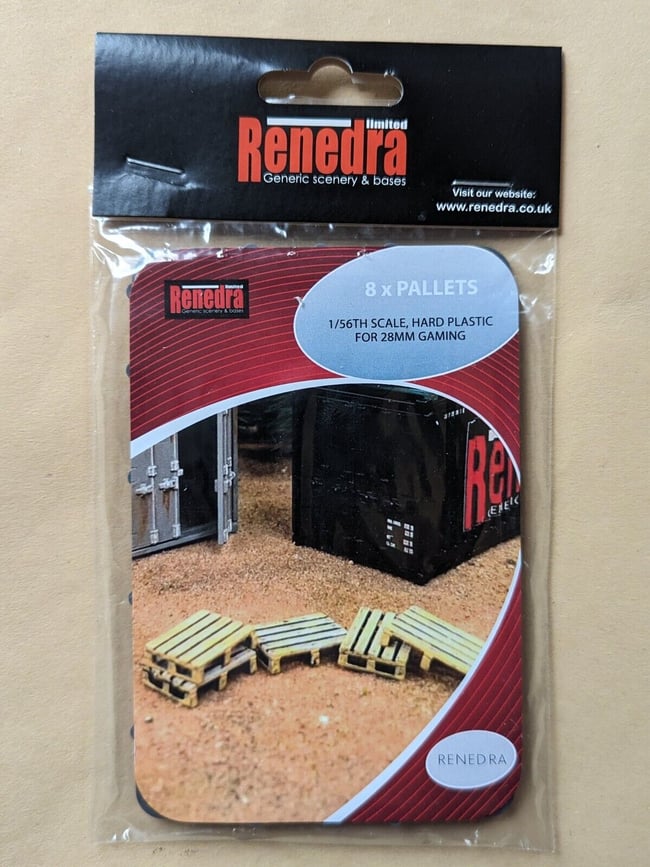 limited
Renedra
Generic scenery & bases
Visit our website:
www.renedra.co.uk
limited
Renedra
Generic scenery & bases
8 x PALLETS
1/56TH SCALE, HARD PLASTIC
FOR 28MM GAMING
Ren
RENEDRA